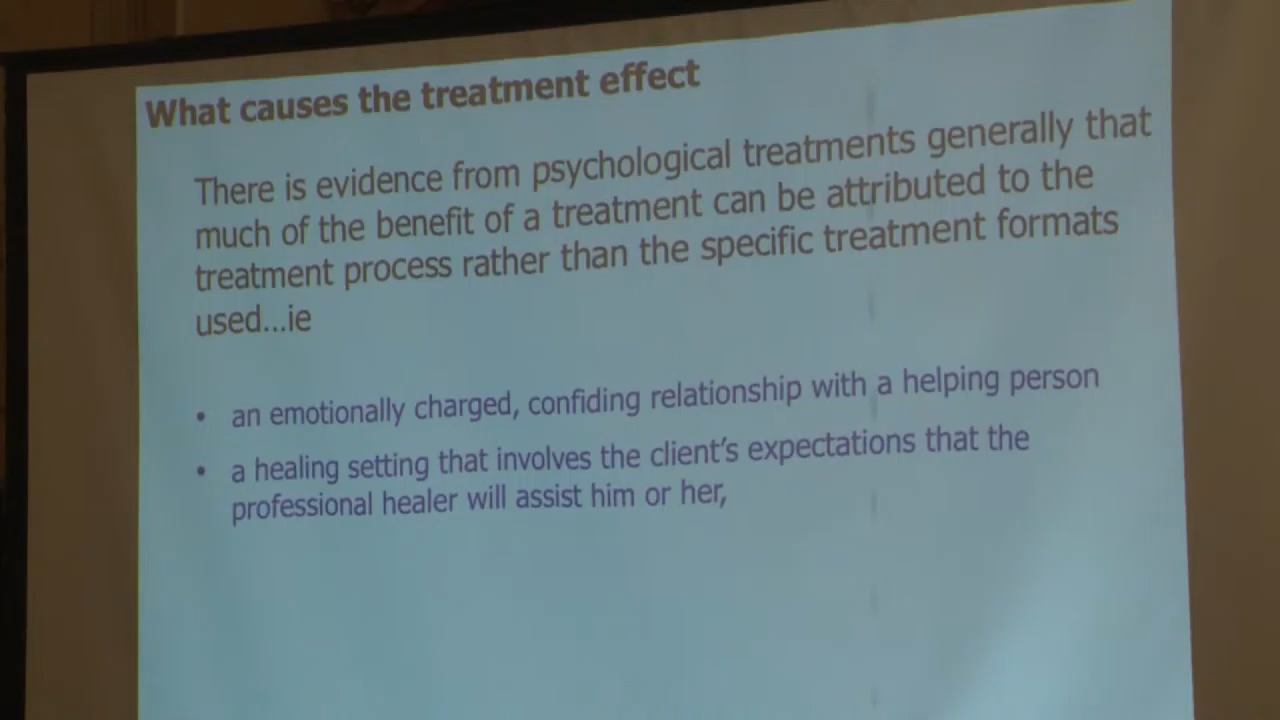 What causes the treatment effect
There is evidence from psychological treatments generally that
much of the benefit of a treatment can be attributed to the
treatment process rather than the specific treatment formats
used...ie
• an emotionally charged, confiding relationship with a helping person
• a healing setting that involves the client's expectations that the
professional healer will assist him or her,